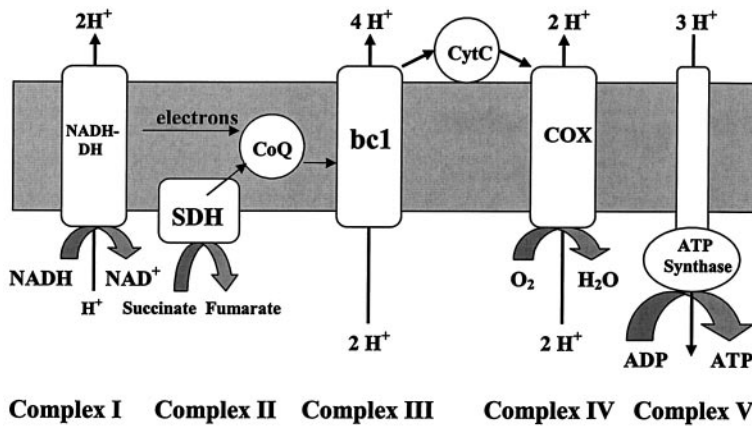 2H⁺ 4 H⁺ 2 H⁺ 3 H⁺
CytC
NADH-
DH
electrons
CoQ
bc1
COX
SDH
ATP
Synthase
NADH NAD⁺
H⁺
Succinate Fumarate
O₂ H₂O
2 H⁺ 2 H⁺
ADP ATP
Complex I Complex II Complex III Complex IV Complex V